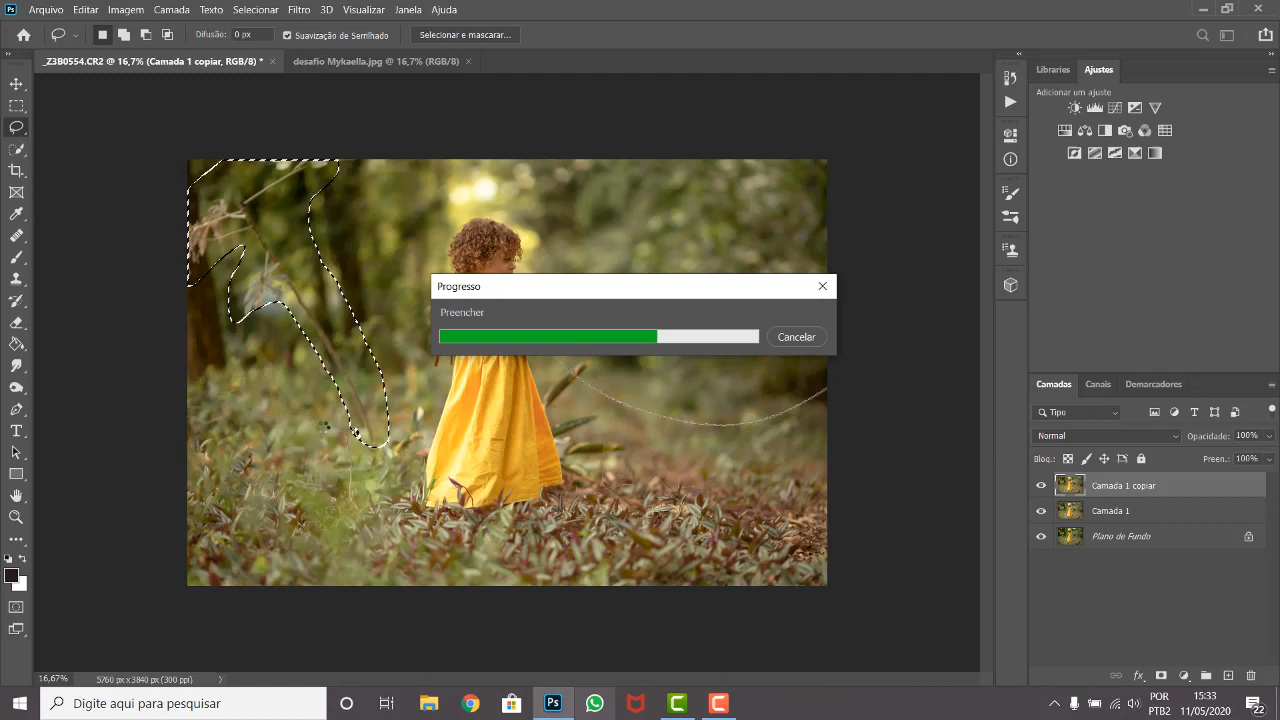 Ps Arquivo Editar Imagem Camada Texto Selecionar Filtro 3D Visualizar Janela Ajuda
Difusão: 0 px Suavização de Serrilhado Selecionar e mascarar...
_Z3B0554.CR2 @ 16,7% (Camada 1 copiar, RGB/8) * desafio Mykaella.jpg @ 16,7% (RGB/8)
Libraries Ajustes
Adicionar um ajuste
Progresso
Preencher
Cancelar
Camadas Canais Demarcadores
Tipo
Normal Opacidade: 100%
Bloq.: Preen.: 100%
Camada 1 copiar
Camada 1
Plano de Fundo
16,67% 5760 px x 3840 px (300 ppi)
Digite aqui para pesquisar
Ps
POR
PTB2
15:33
11/05/2020
22